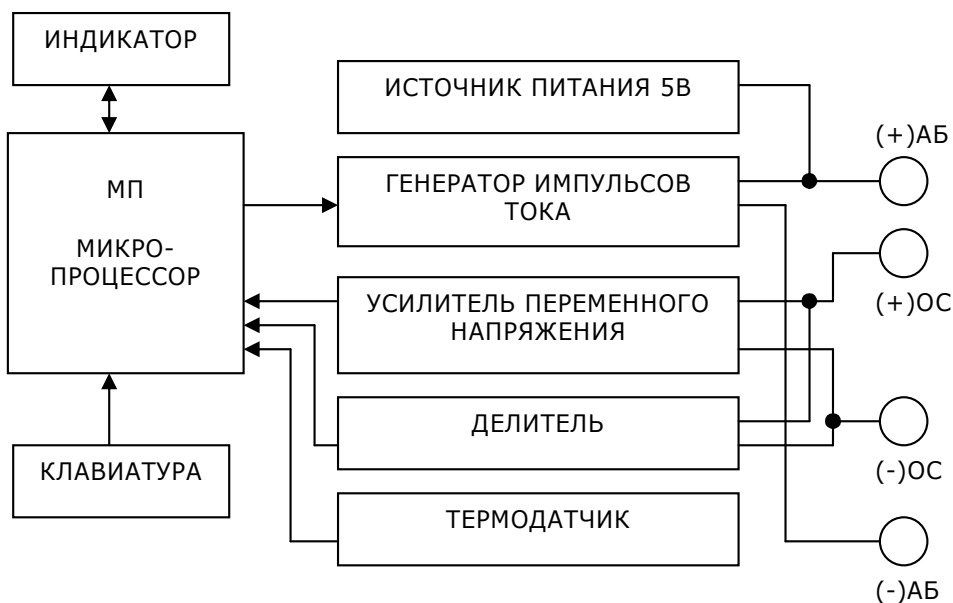 ИНДИКАТОР
ИСТОЧНИК ПИТАНИЯ 5В
(+)АБ
МП
МИКРО-
ПРОЦЕССОР
ГЕНЕРАТОР ИМПУЛЬСОВ
ТОКА
(+)ОС
УСИЛИТЕЛЬ ПЕРЕМЕННОГО
НАПРЯЖЕНИЯ
ДЕЛИТЕЛЬ
КЛАВИАТУРА
(-)ОС
ТЕРМОДАТЧИК
(-)АБ